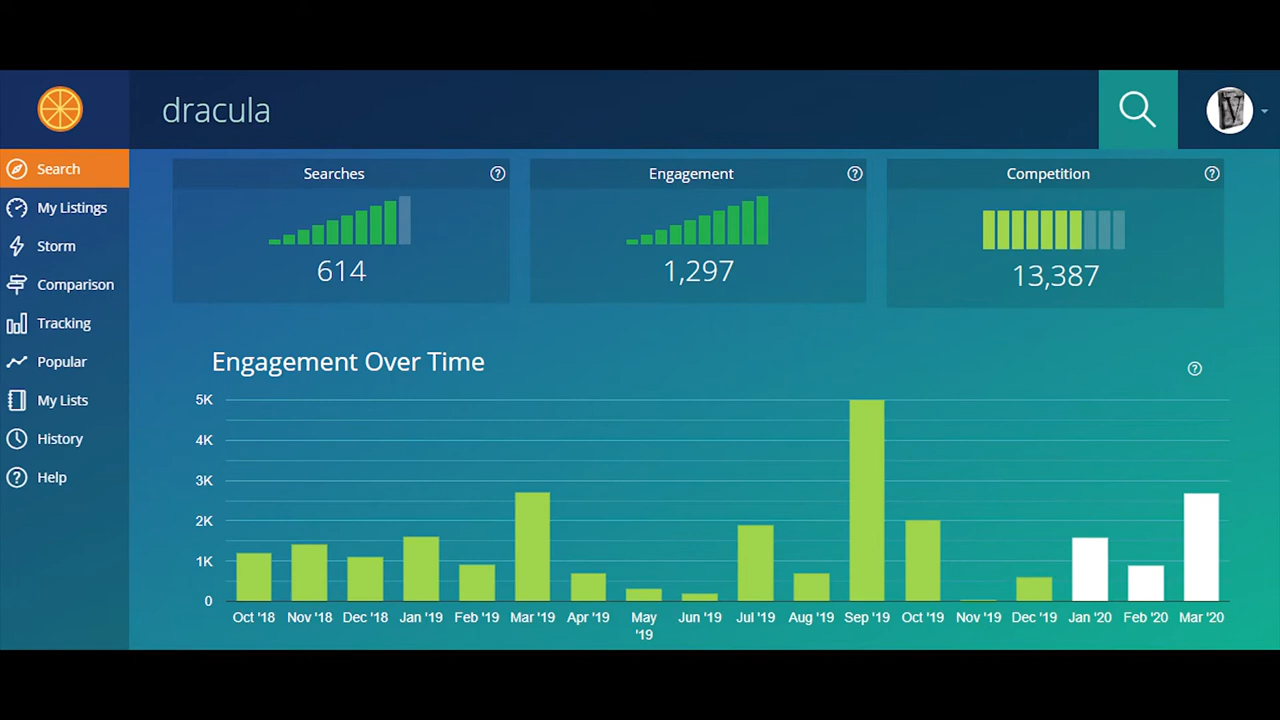 dracula
Search
My Listings
Storm
Comparison
Tracking
Popular
My Lists
History
Help
Searches
614
Engagement
1,297
Competition
13,387
Engagement Over Time
5K
4K
3K
2K
1K
0
Oct '18 Nov '18 Dec '18 Jan '19 Feb '19 Mar '19 Apr '19 May '19 Jun '19 Jul '19 Aug '19 Sep '19 Oct '19 Nov '19 Dec '19 Jan '20 Feb '20 Mar '20